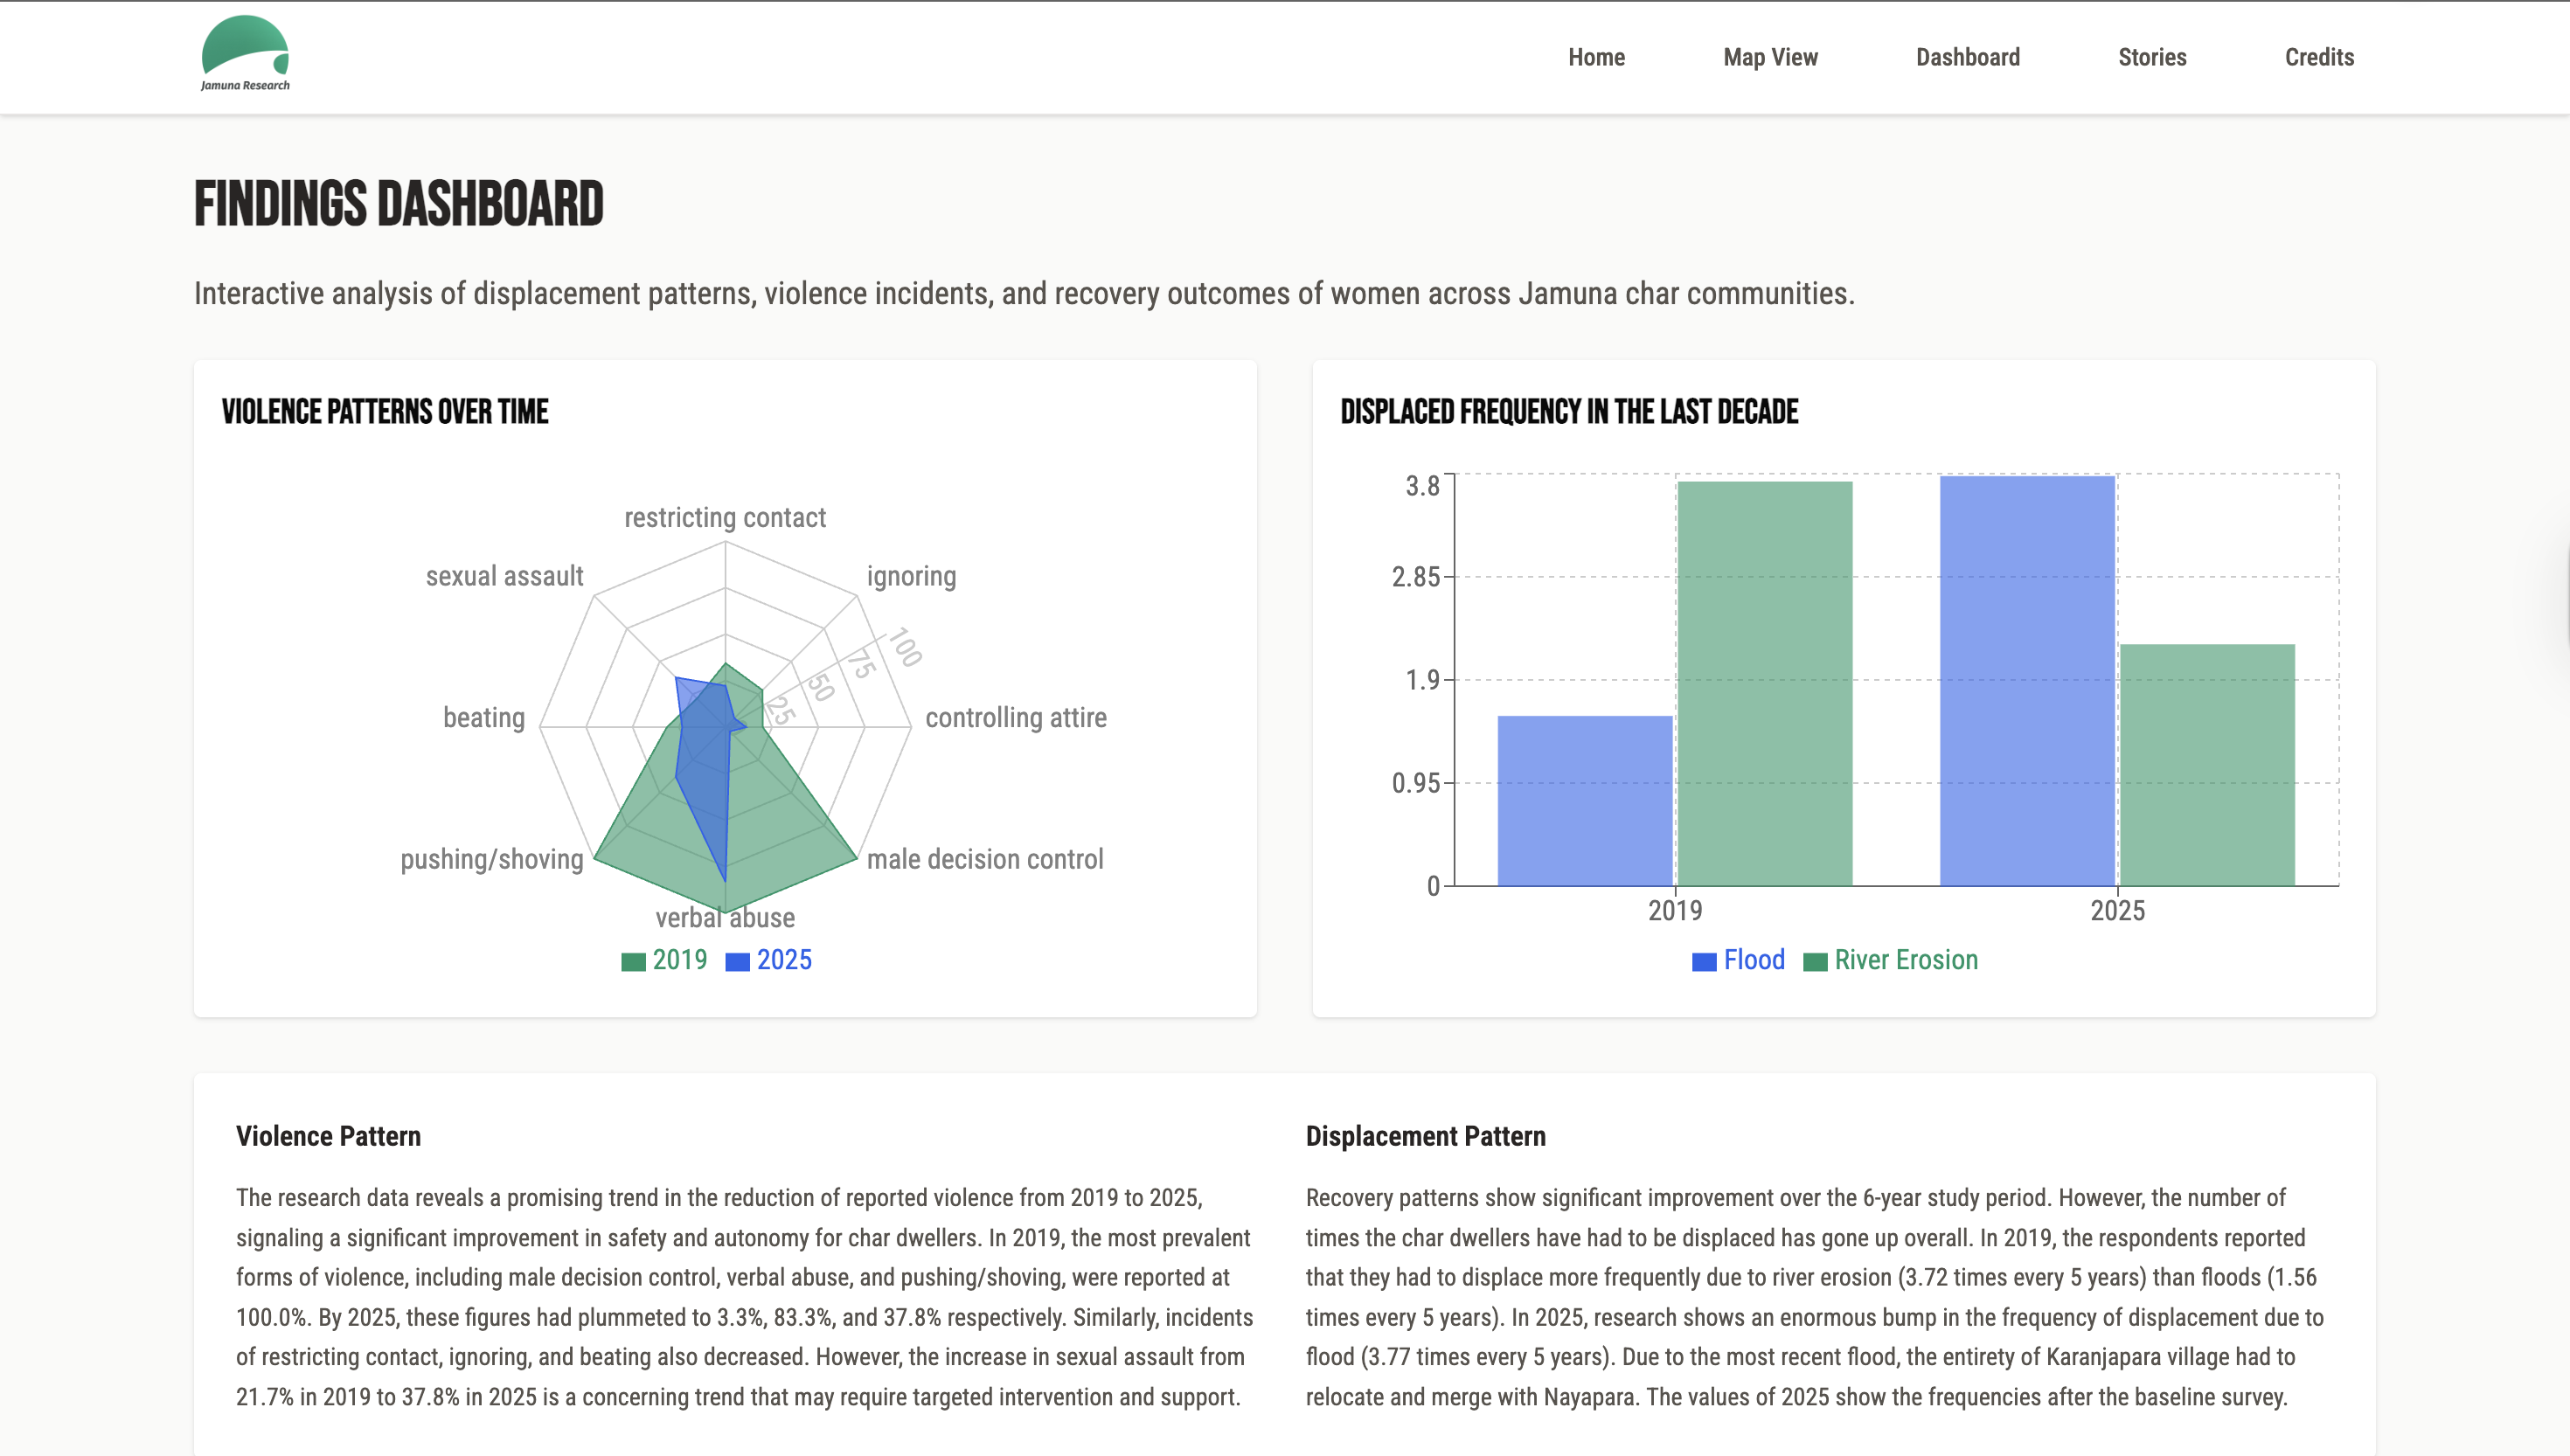 Jamuna Research
Home
Map View
Dashboard
Stories
Credits
FINDINGS DASHBOARD
Interactive analysis of displacement patterns, violence incidents, and recovery outcomes of women across Jamuna char communities.
VIOLENCE PATTERNS OVER TIME
restricting contact
sexual assault
ignoring
100
75
50
25
beating
controlling attire
pushing/shoving
male decision control
verbal abuse
2019
2025
DISPLACED FREQUENCY IN THE LAST DECADE
3.8
2.85
1.9
0.95
0
2019
2025
Flood
River Erosion
Violence Pattern
The research data reveals a promising trend in the reduction of reported violence from 2019 to 2025,
signaling a significant improvement in safety and autonomy for char dwellers. In 2019, the most prevalent
forms of violence, including male decision control, verbal abuse, and pushing/shoving, were reported at
100.0%. By 2025, these figures had plummeted to 3.3%, 83.3%, and 37.8% respectively. Similarly, incidents
of restricting contact, ignoring, and beating also decreased. However, the increase in sexual assault from
21.7% in 2019 to 37.8% in 2025 is a concerning trend that may require targeted intervention and support.
Displacement Pattern
Recovery patterns show significant improvement over the 6-year study period. However, the number of
times the char dwellers have had to be displaced has gone up overall. In 2019, the respondents reported
that they had to displace more frequently due to river erosion (3.72 times every 5 years) than floods (1.56
times every 5 years). In 2025, research shows an enormous bump in the frequency of displacement due to
flood (3.77 times every 5 years). Due to the most recent flood, the entirety of Karanjapara village had to
relocate and merge with Nayapara. The values of 2025 show the frequencies after the baseline survey.